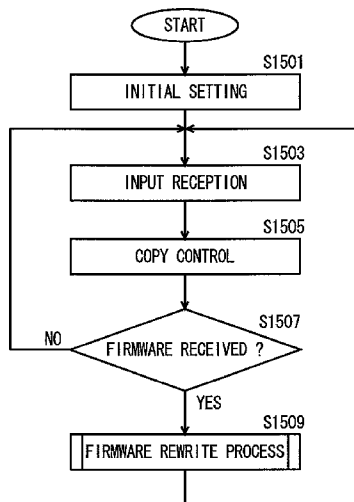 START
S1501
INITIAL SETTING
S1503
INPUT RECEPTION
S1505
COPY CONTROL
S1507
NO
FIRMWARE RECEIVED ?
YES
S1509
FIRMWARE REWRITE PROCESS